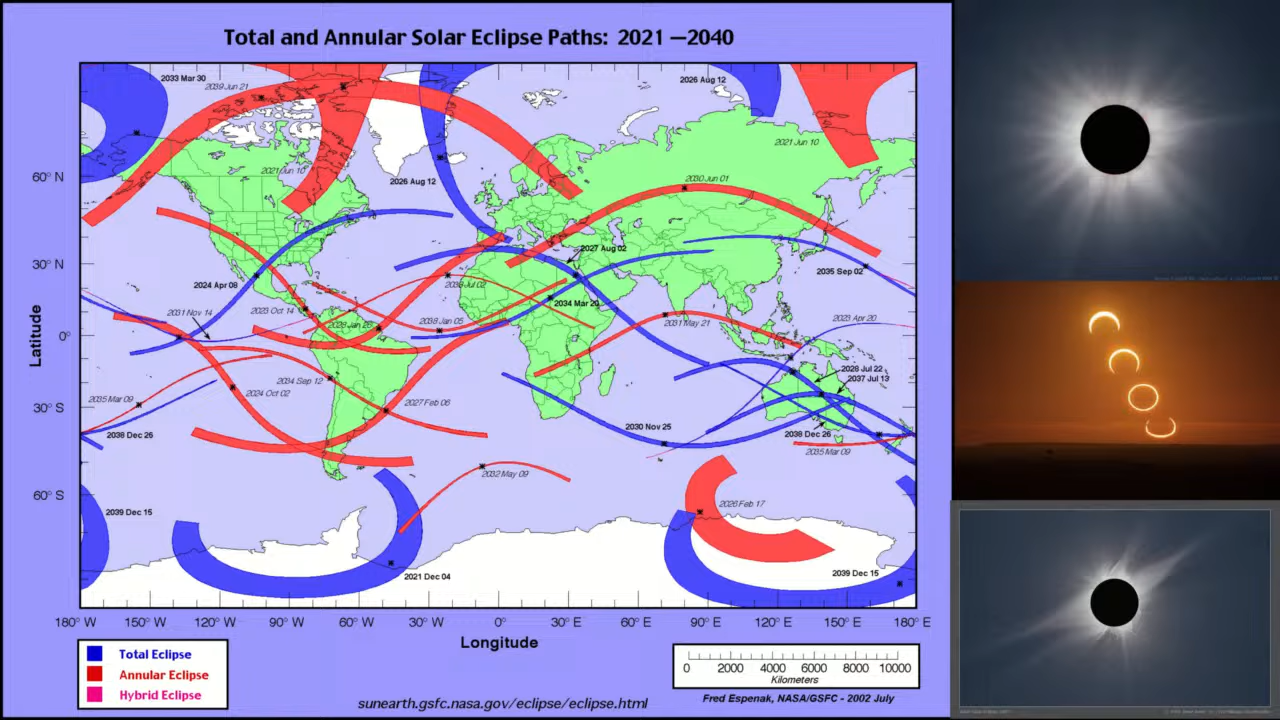 Total and Annular Solar Eclipse Paths: 2021 —2040
2033 Mar 30
2039 Jun 21
2026 Aug 12
2021 Jun 10
2021 Jun 10
2026 Aug 12
2030 Jun 01
2027 Aug 02
2024 Apr 08
2035 Sep 02
2023 Oct 14
2034 Mar 20
2031 Nov 14
2038 Jan 05
2031 May 21
2023 Apr 20
2028 Jul 22
2037 Jul 13
2034 Sep 12
2024 Oct 02
2035 Mar 09
2027 Feb 06
2030 Nov 25
2038 Dec 26
2038 Dec 26
2035 Mar 09
2032 May 09
2026 Feb 17
2039 Dec 15
2021 Dec 04
2039 Dec 15
60° N
30° N
0°
30° S
60° S
Latitude
180° W 150° W 120° W 90° W 60° W 30° W 0° 30° E 60° E 90° E 120° E 150° E 180° E
Longitude
Total Eclipse
Annular Eclipse
Hybrid Eclipse
0 2000 4000 6000 8000 10000
Kilometers
sunearth.gsfc.nasa.gov/eclipse/eclipse.html
Fred Espenak, NASA/GSFC - 2002 July